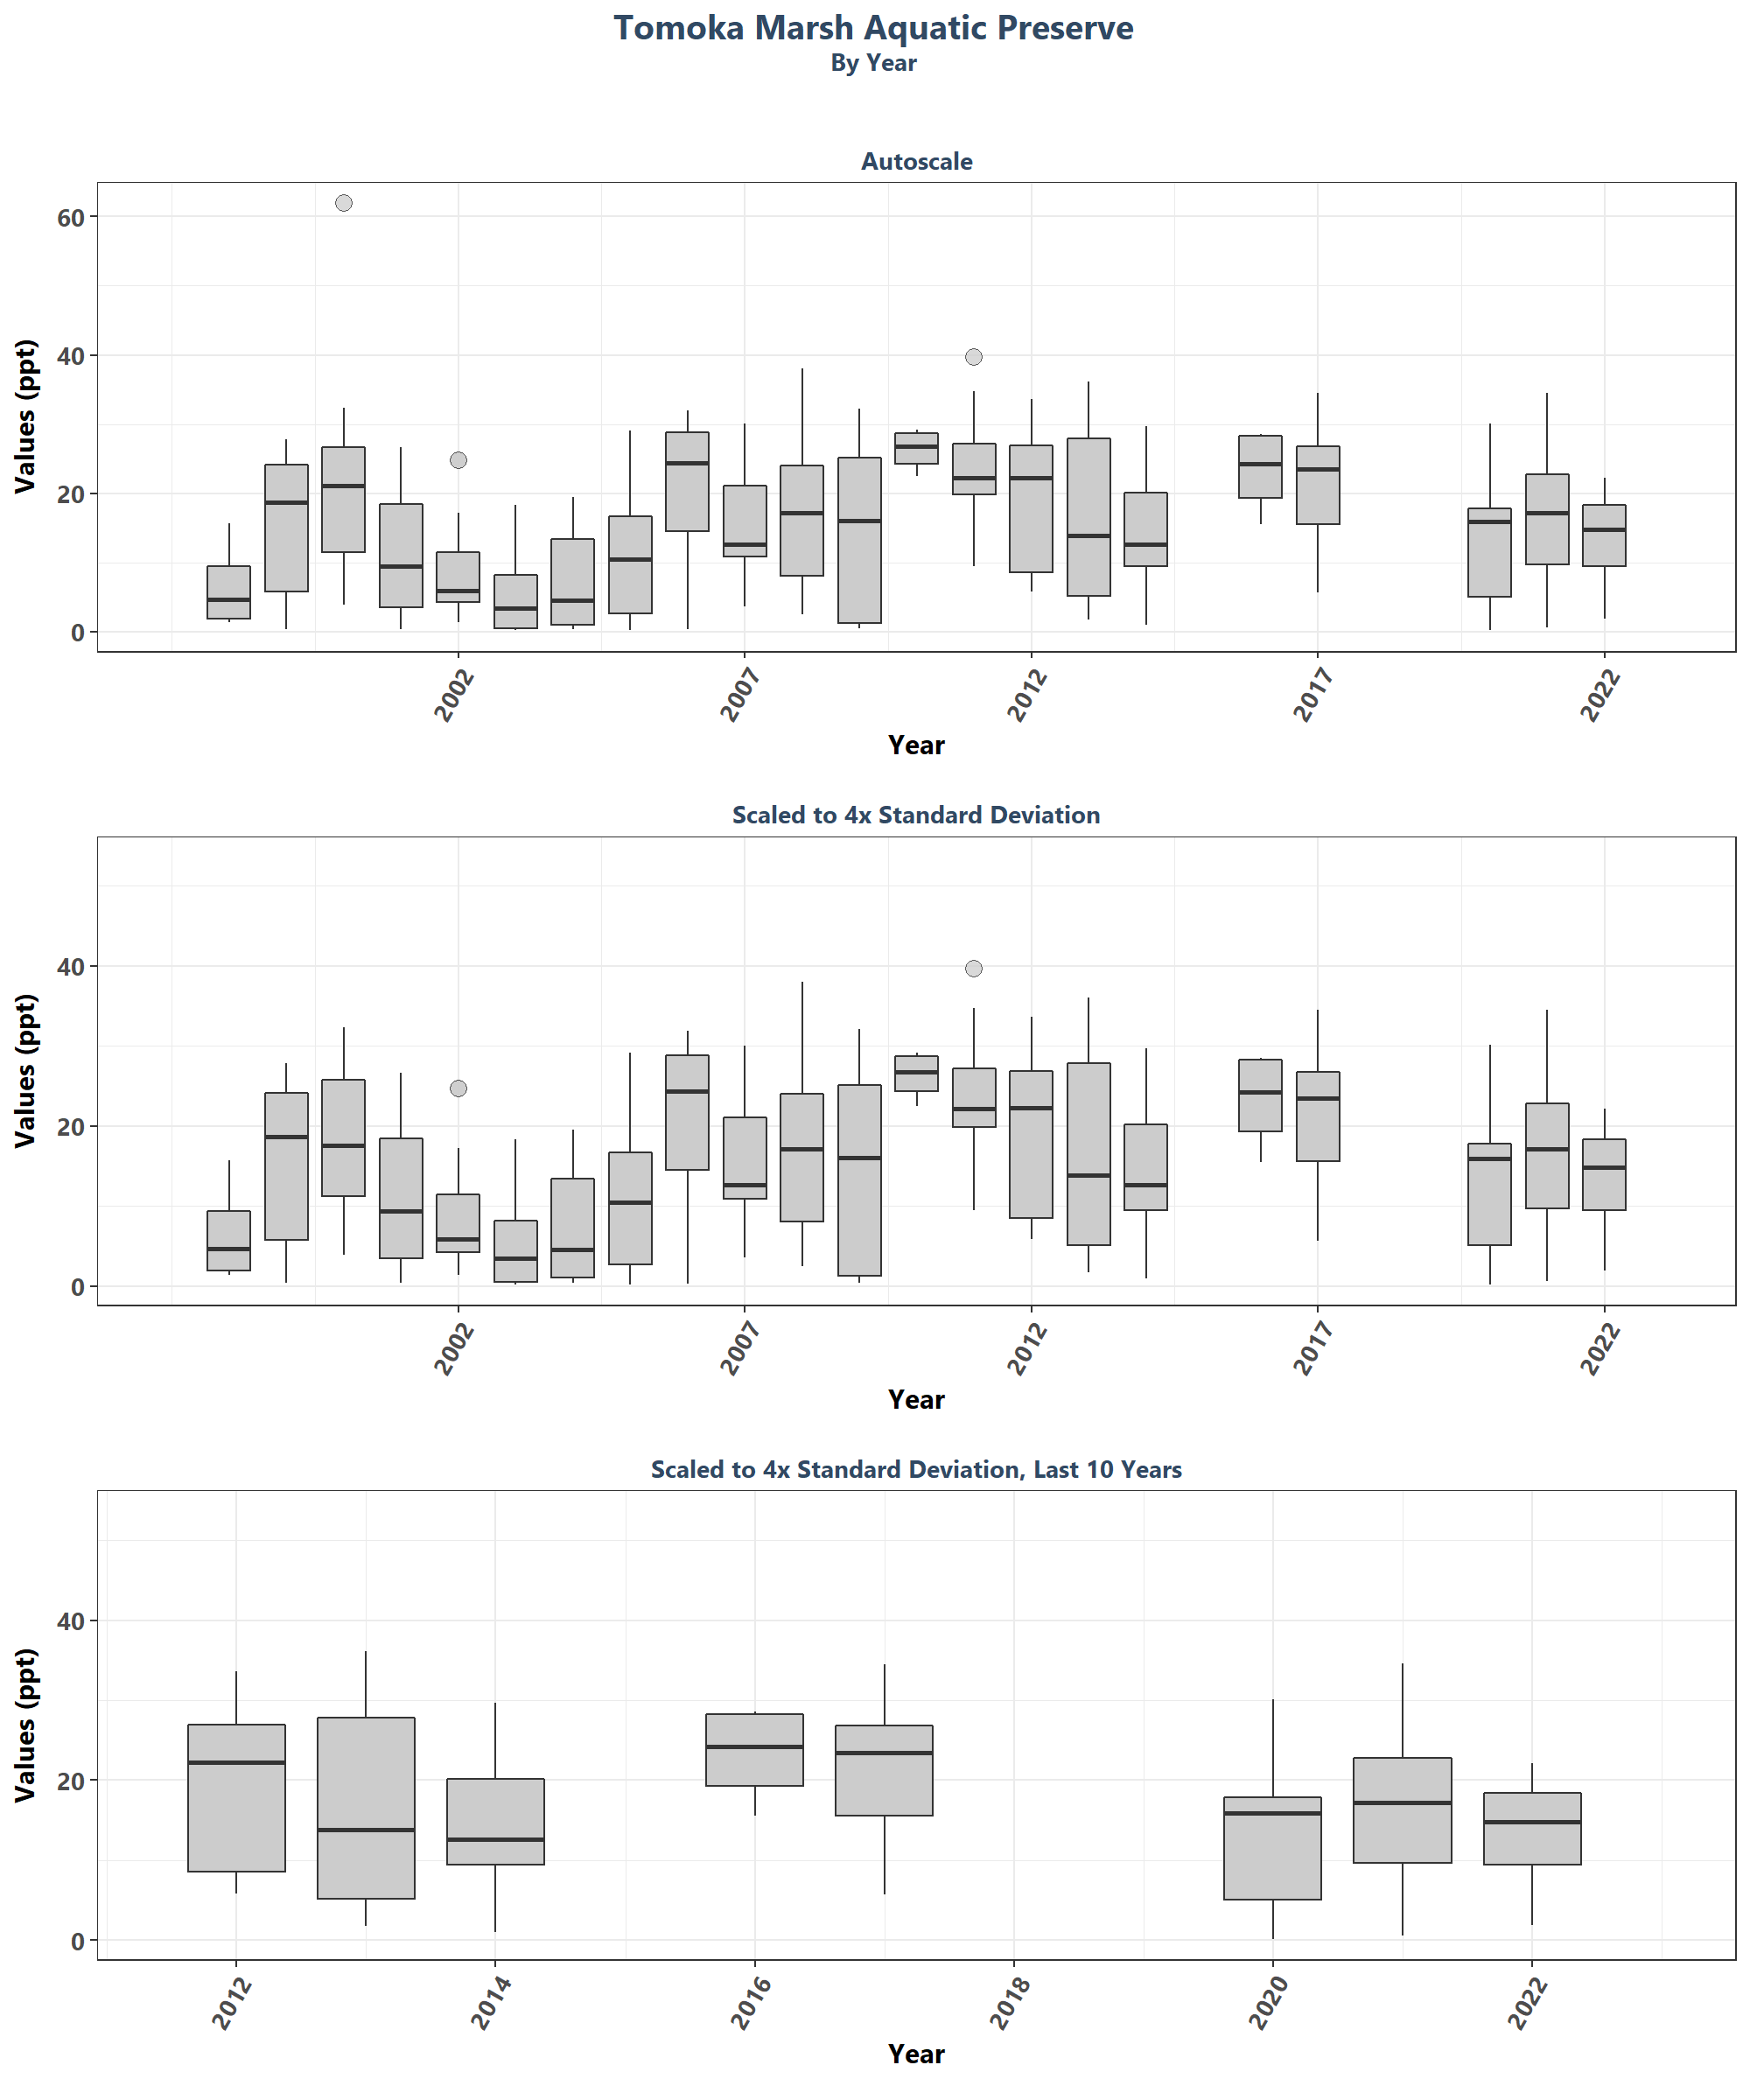 Tomoka Marsh Aquatic Preserve
By Year
Autoscale
Values (ppt)
60
40
20
0
2002 2007 2012 2017 2022
Year
Scaled to 4x Standard Deviation
Values (ppt)
40
20
0
2002 2007 2012 2017 2022
Year
Scaled to 4x Standard Deviation, Last 10 Years
Values (ppt)
40
20
0
2012 2014 2016 2018 2020 2022
Year